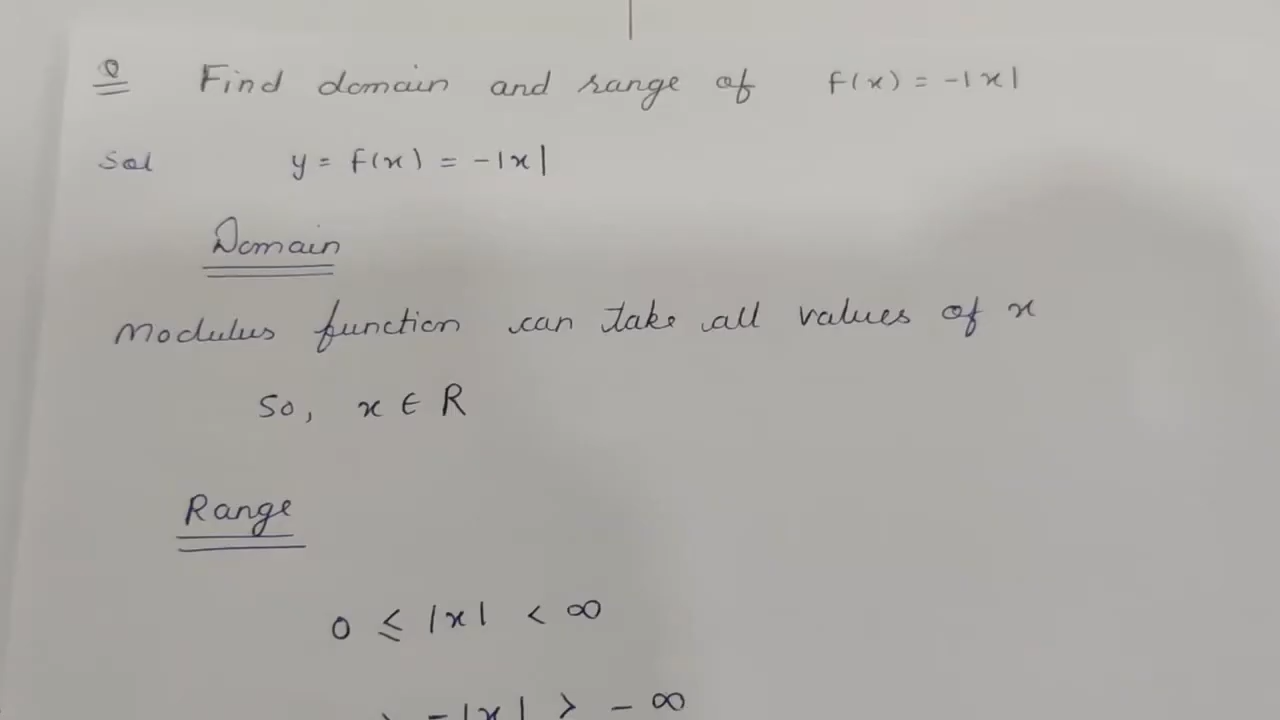 Q Find domain and range of f(x) = -|x|
Sol y = f(x) = -|x|
Domain
Modulus function can take all values of x
So, x ∈ R
Range
0 ≤ |x| < ∞
-|x| > - ∞